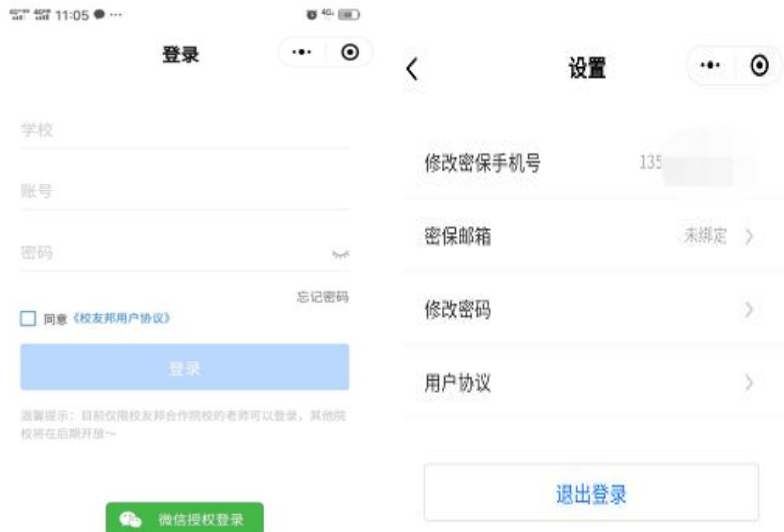 11:05
4G
登录
学校
账号
密码
忘记密码
同意《校友邦用户协议》
登录
温馨提示：目前仅限校友邦合作院校的老师可以登录，其他院
校将在后期开放～
微信授权登录
设置
修改密保手机号 135
密保邮箱 未绑定
修改密码
用户协议
退出登录